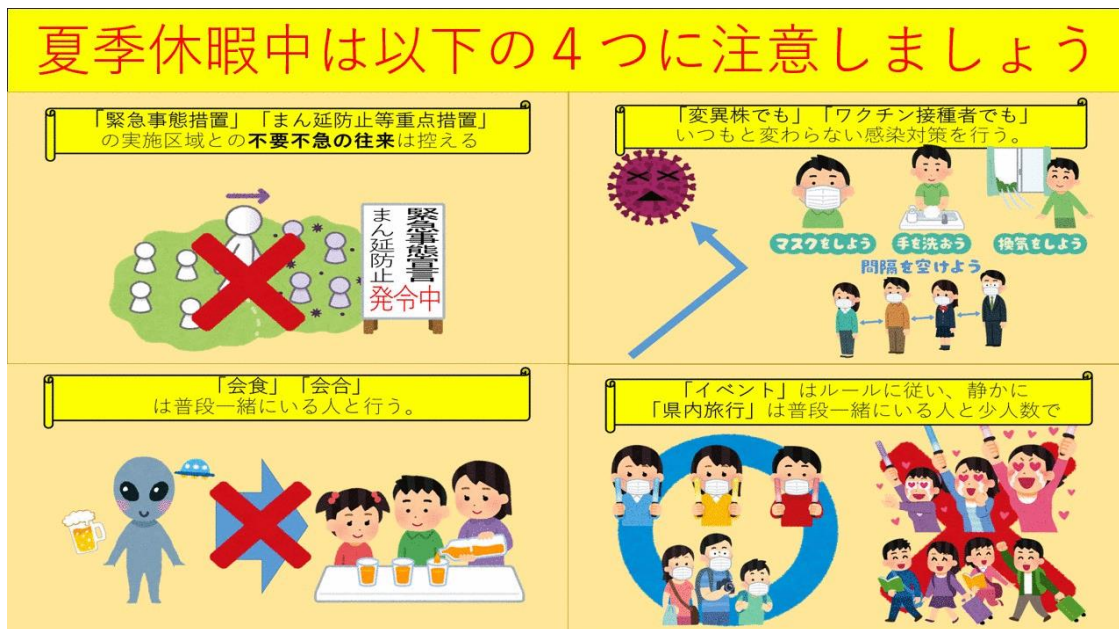 夏季休暇中は以下の4つに注意しましょう
「緊急事態措置」「まん延防止等重点措置」
の実施区域との不要不急の往来は控える
緊急事態宣言
まん延防止
発令中
「変異株でも」「ワクチン接種者でも」
いつもと変わらない感染対策を行う。
マスクをしよう
手を洗おう
換気をしよう
間隔を空けよう
「会食」「会合」
は普段一緒にいる人と行う。
「イベント」はルールに従い、静かに
「県内旅行」は普段一緒にいる人と少人数で